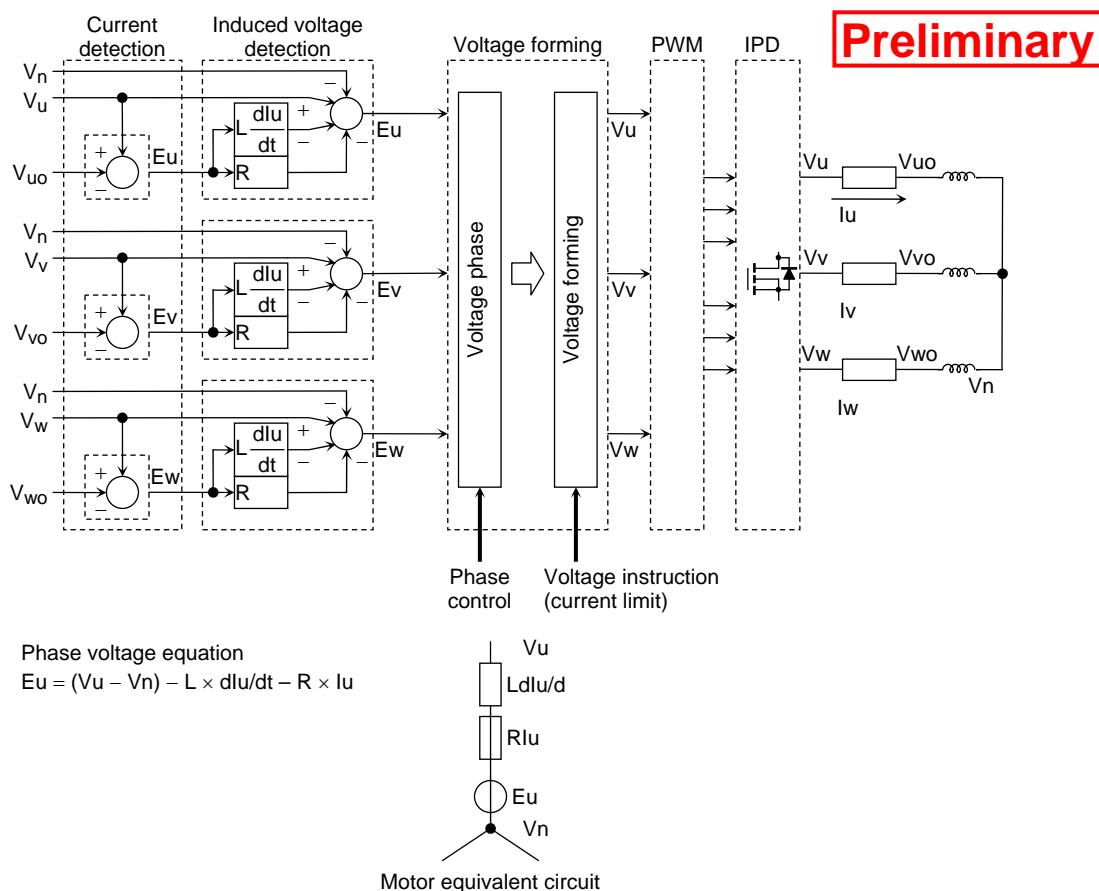 Preliminary
Current detection
Induced voltage detection
Voltage forming
PWM
IPD
Vn
Vu
Vuo
+
−
Eu
L
dIu
dt
R
−
+
−
−
Eu
Vn
Vv
Vvo
+
−
Ev
L
dIu
dt
R
−
+
−
−
Ev
Vn
Vw
Vwo
+
−
Ew
L
dIu
dt
R
−
+
−
−
Ew
Voltage phase
Voltage forming
Vu
Vv
Vw
Vu
Vuo
Iu
Vv
Vvo
Iv
Vw
Vwo
Iw
Vn
Phase control
Voltage instruction
(current limit)
Phase voltage equation
Eu = (Vu − Vn) − L × dIu/dt − R × Iu
Vu
LdIu/d
RIu
Eu
Vn
Motor equivalent circuit